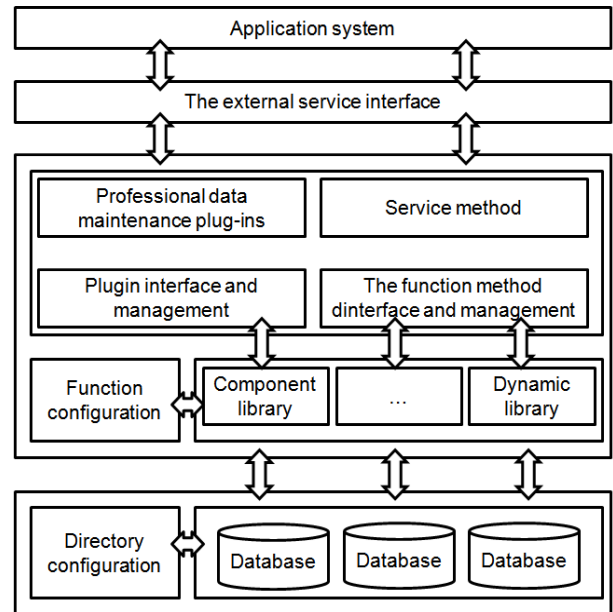 Application system
The external service interface
Professional data
maintenance plug-ins
Service method
Plugin interface and
management
The function method
dinterface and management
Function
configuration
Component
library
...
Dynamic
library
Directory
configuration
Database
Database
Database